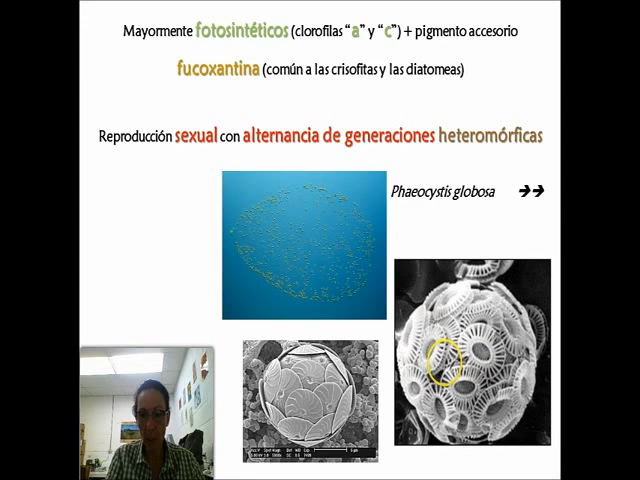 Mayormente fotosintéticos (clorofilas “a” y “c”) + pigmento accesorio
fucoxantina (común a las crisofitas y las diatomeas)
Reproducción sexual con alternancia de generaciones heteromórficas
Phaeocystis globosa ➔➔